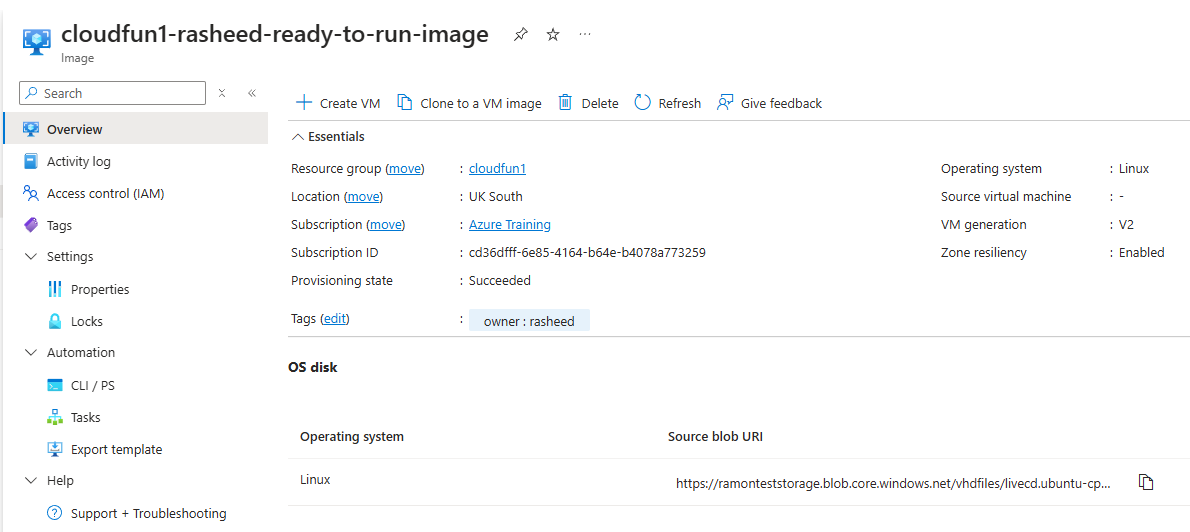 cloudfun1-rasheed-ready-to-run-image
Image
Search
Create VM Clone to a VM image Delete Refresh Give feedback
Overview
Activity log
Access control (IAM)
Tags
Settings
Properties
Locks
Automation
CLI / PS
Tasks
Export template
Help
Support + Troubleshooting
Essentials
Resource group (move) : cloudfun1
Location (move) : UK South
Subscription (move) : Azure Training
Subscription ID : cd36dfff-6e85-4164-b64e-b4078a773259
Provisioning state : Succeeded
Operating system : Linux
Source virtual machine : -
VM generation : V2
Zone resiliency : Enabled
Tags (edit) : owner : rasheed
OS disk
Operating system Source blob URI
Linux https://ramonteststorage.blob.core.windows.net/vhdfiles/livecd.ubuntu-cp...